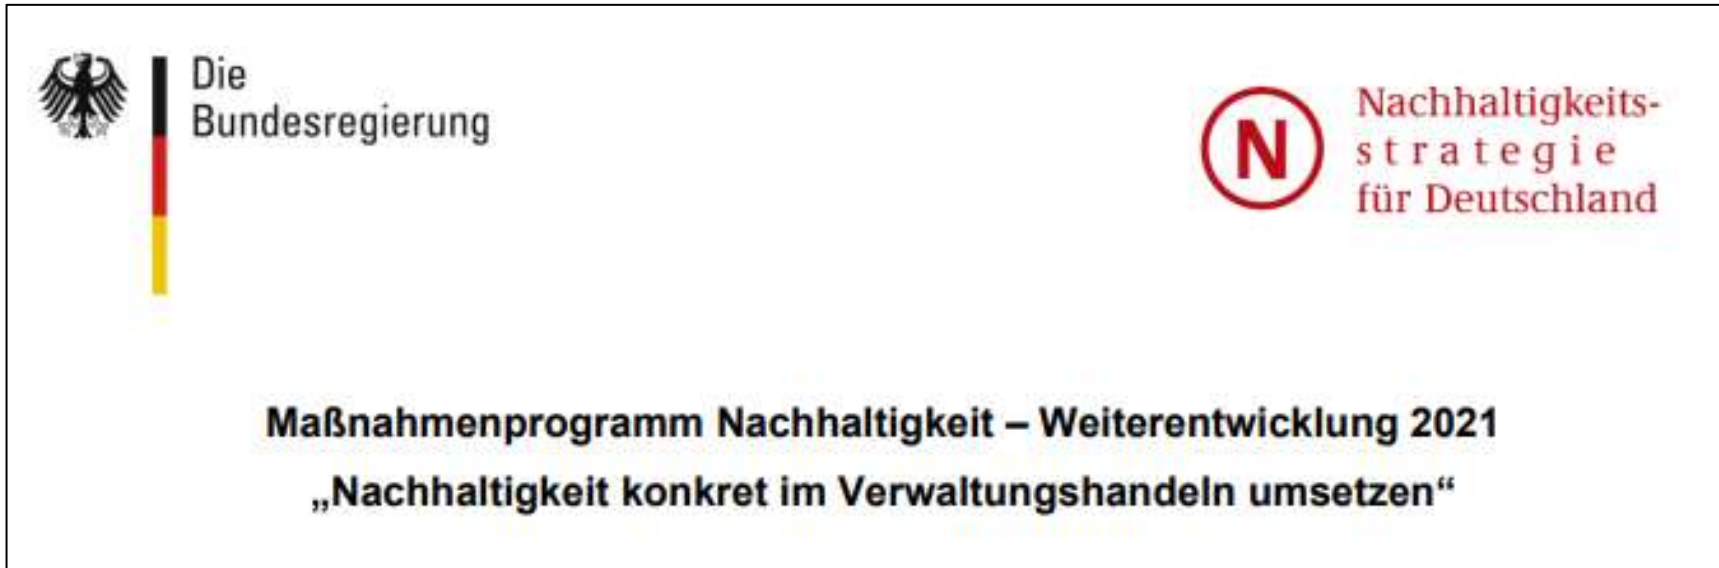 Die
Bundesregierung
N
Nachhaltigkeits-
strategie
für Deutschland
Maßnahmenprogramm Nachhaltigkeit – Weiterentwicklung 2021
„Nachhaltigkeit konkret im Verwaltungshandeln umsetzen“